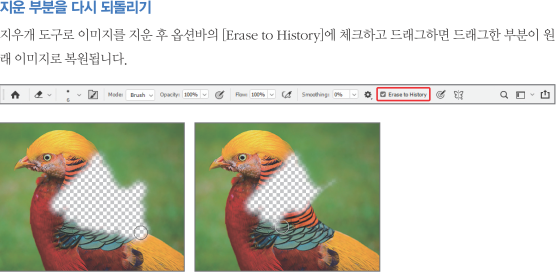 지운 부분을 다시 되돌리기
지우개 도구로 이미지를 지운 후 옵션바의 [Erase to History]에 체크하고 드래그하면 드래그한 부분이 원
래 이미지로 복원됩니다.
6 Mode: Brush Opacity: 100% Flow: 100% Smoothing: 0% Erase to History